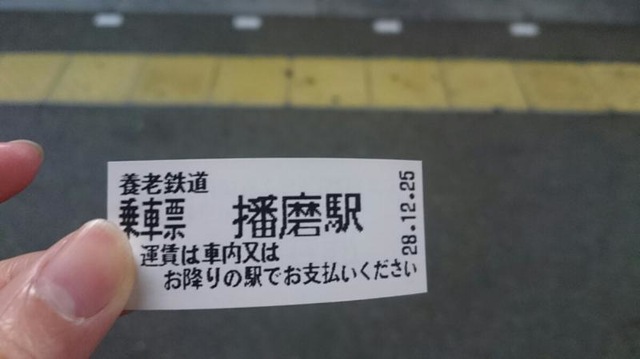 養老鉄道
乗車票 播磨駅
運賃は車内又は
お降りの駅でお支払いください
28.12.25